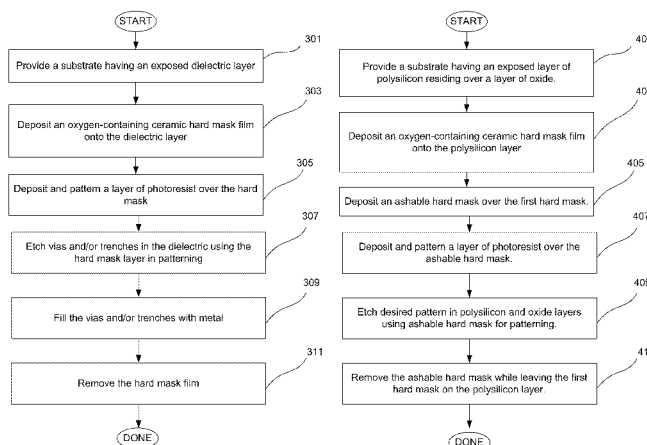 START
301
Provide a substrate having an exposed dielectric layer
303
Deposit an oxygen-containing ceramic hard mask film
onto the dielectric layer
305
Deposit and pattern a layer of photoresist over the hard
mask
307
Etch vias and/or trenches in the dielectric using the
hard mask layer in patterning
309
Fill the vias and/or trenches with metal
311
Remove the hard mask film
DONE
START
Provide a substrate having an exposed layer of
polysilicon residing over a layer of oxide.
Deposit an oxygen-containing ceramic hard mask film
onto the polysilicon layer
405
Deposit an ashable hard mask over the first hard mask.
407
Deposit and pattern a layer of photoresist over the
ashable hard mask.
409
Etch desired pattern in polysilicon and oxide layers
using ashable hard mask for patterning.
Remove the ashable hard mask while leaving the first
hard mask on the polysilicon layer.
DONE